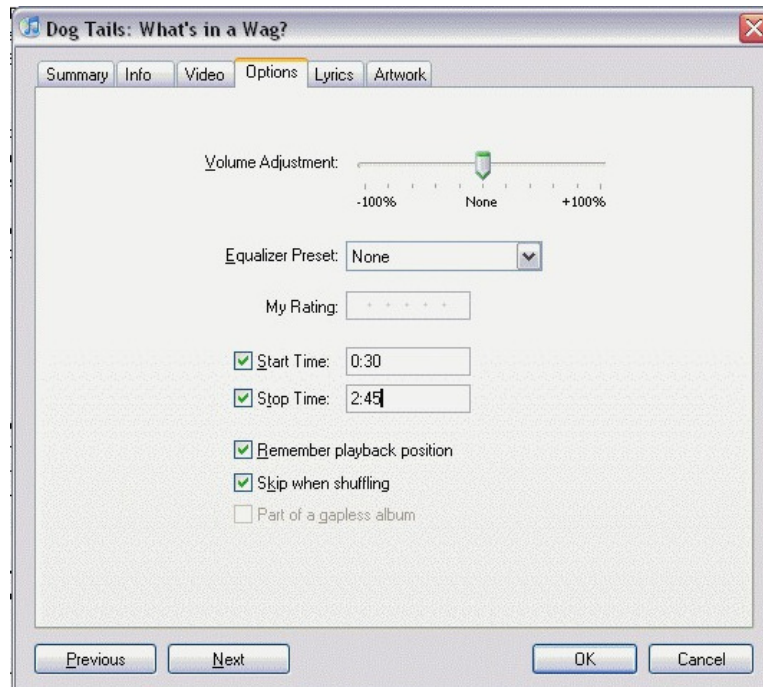 Dog Tails: What's in a Wag?
Summary Info Video Options Lyrics Artwork
Volume Adjustment:
-100% None +100%
Equalizer Preset: None
My Rating:
Start Time: 0:30
Stop Time: 2:45
Remember playback position
Skip when shuffling
Part of a gapless album
Previous Next OK Cancel